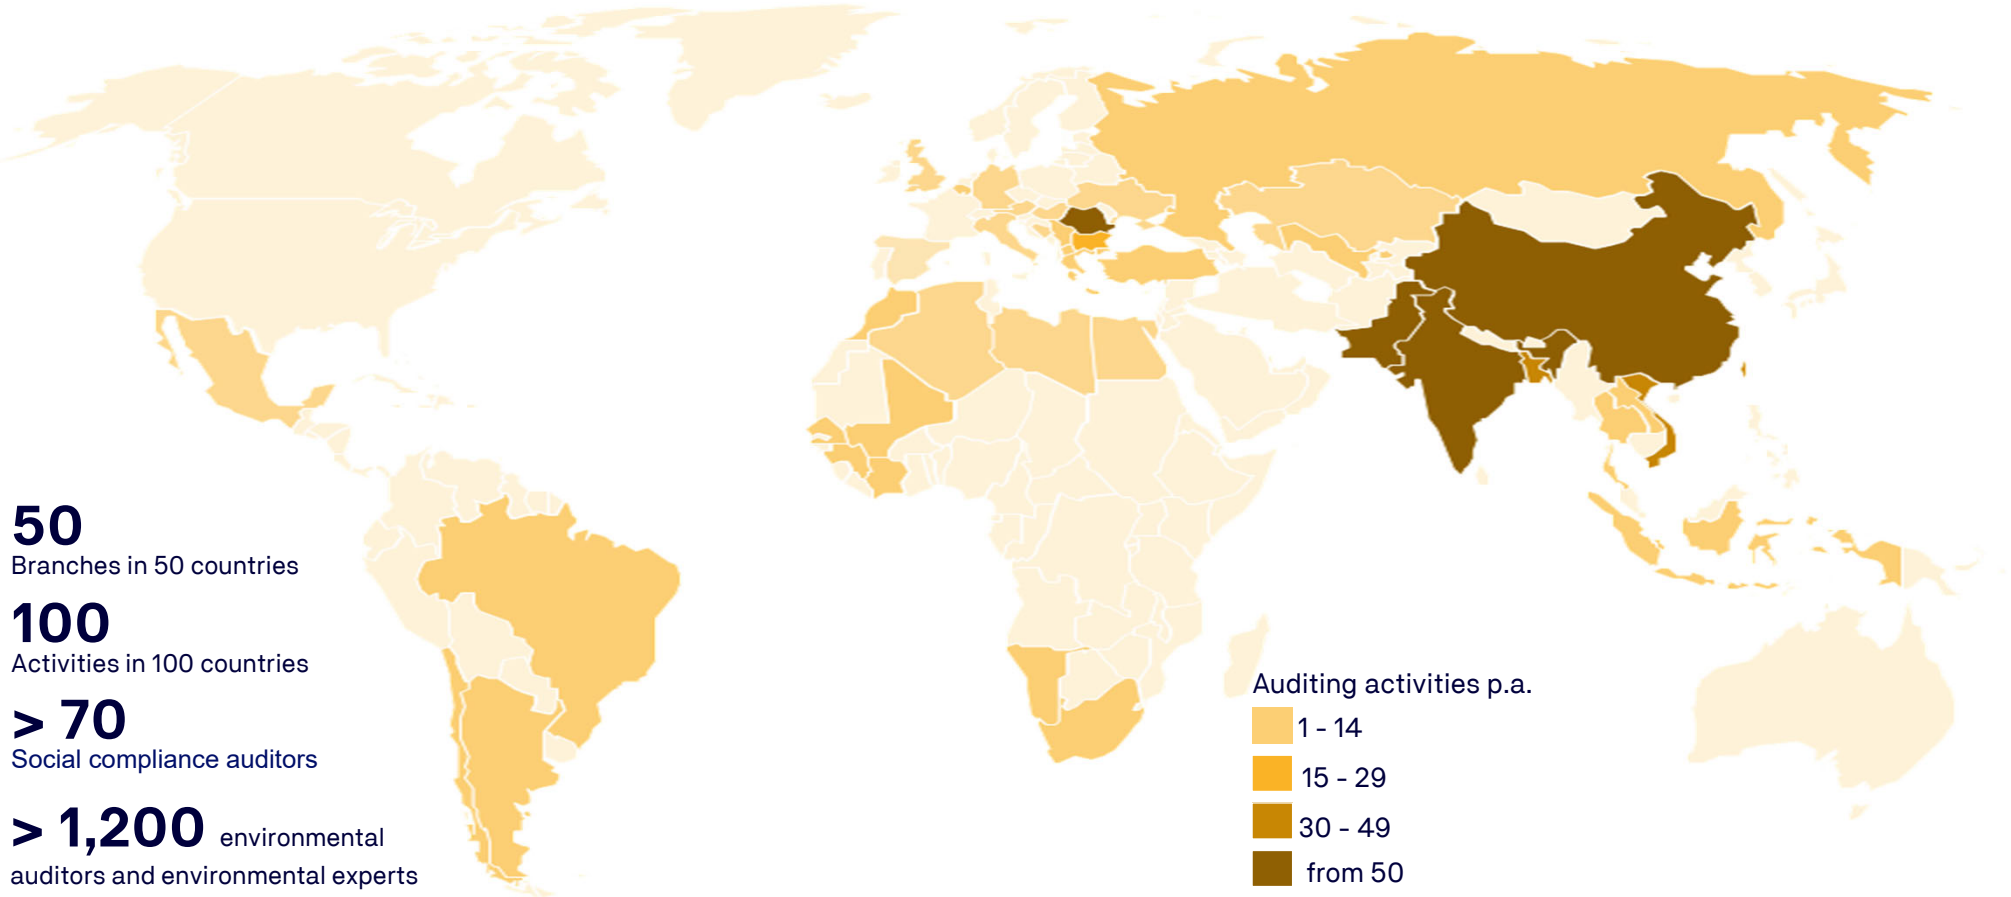 50
Branches in 50 countries
100
Activities in 100 countries
> 70
Social compliance auditors
> 1,200 environmental
auditors and environmental experts
Auditing activities p.a.
1 - 14
15 - 29
30 - 49
from 50